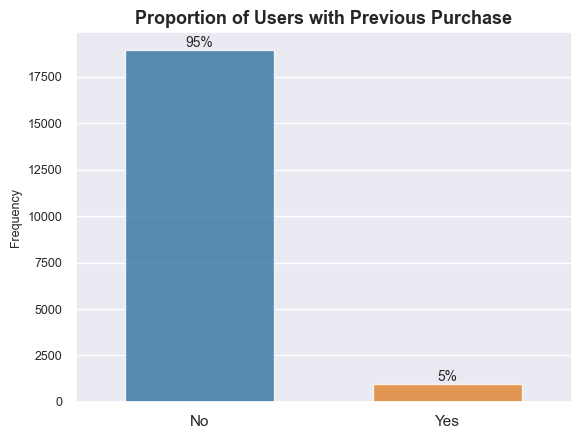 Proportion of Users with Previous Purchase
95%
17500
15000
12500
10000
Frequency
7500
5000
2500
5%
0
No
Yes